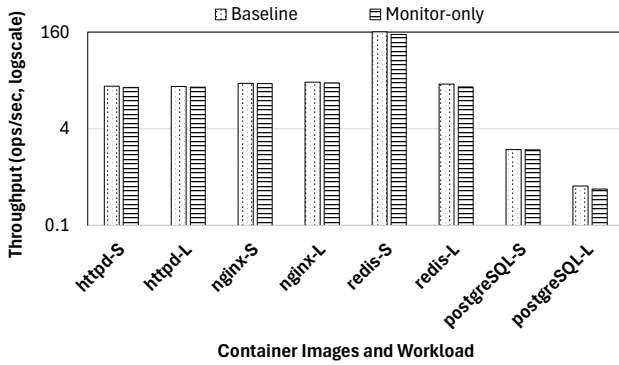 Baseline Monitor-only
Throughput (ops/sec, logscale)
160
4
0.1
httpd-S
httpd-L
nginx-S
nginx-L
redis-S
redis-L
postgreSQL-S
postgreSQL-L
Container Images and Workload